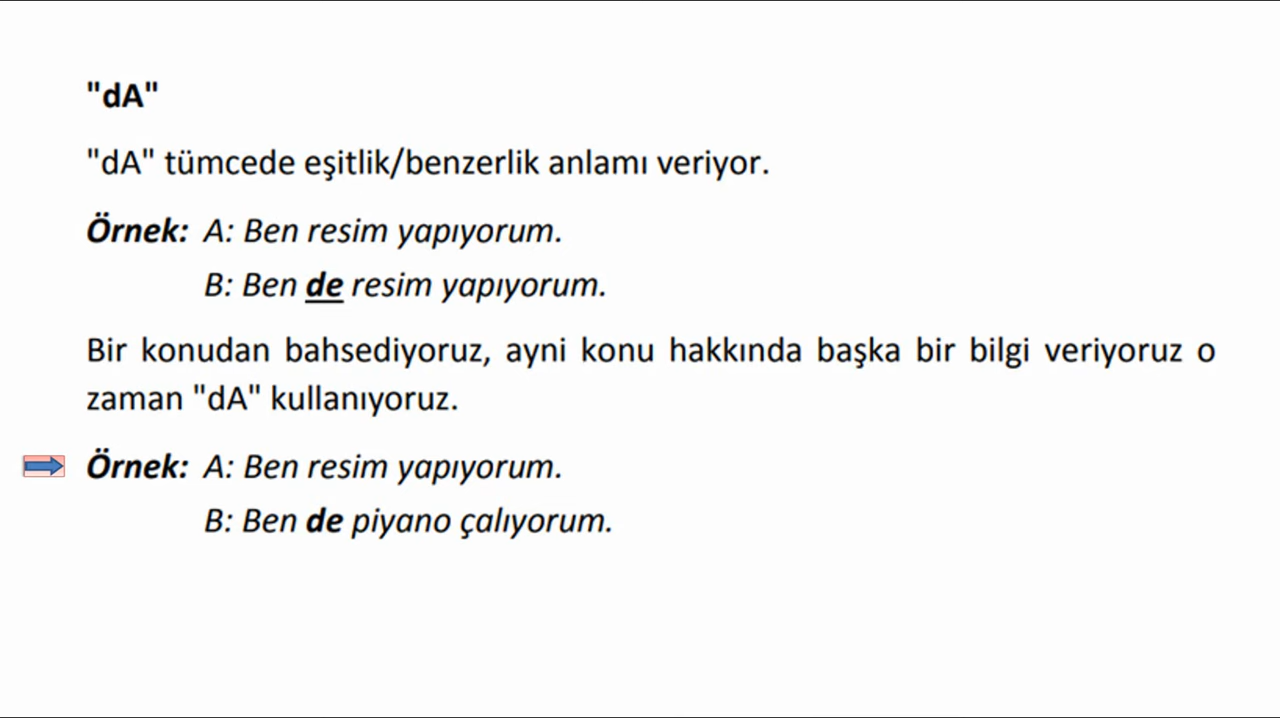 "dA"
"dA" tümcede eşitlik/benzerlik anlamı veriyor.
Örnek: A: Ben resim yapıyorum.
B: Ben de resim yapıyorum.
Bir konudan bahsediyoruz, ayni konu hakkında başka bir bilgi veriyoruz o
zaman "dA" kullanıyoruz.
Örnek: A: Ben resim yapıyorum.
B: Ben de piyano çalıyorum.